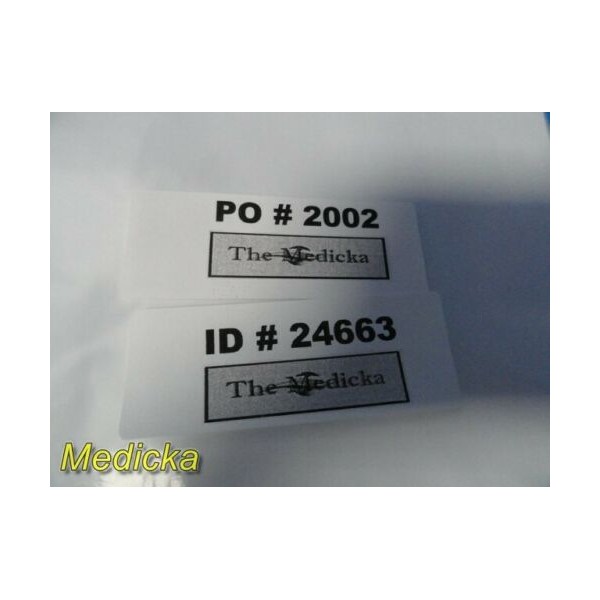 PO # 2002
The Medicka
ID # 24663
The Medicka
Medicka